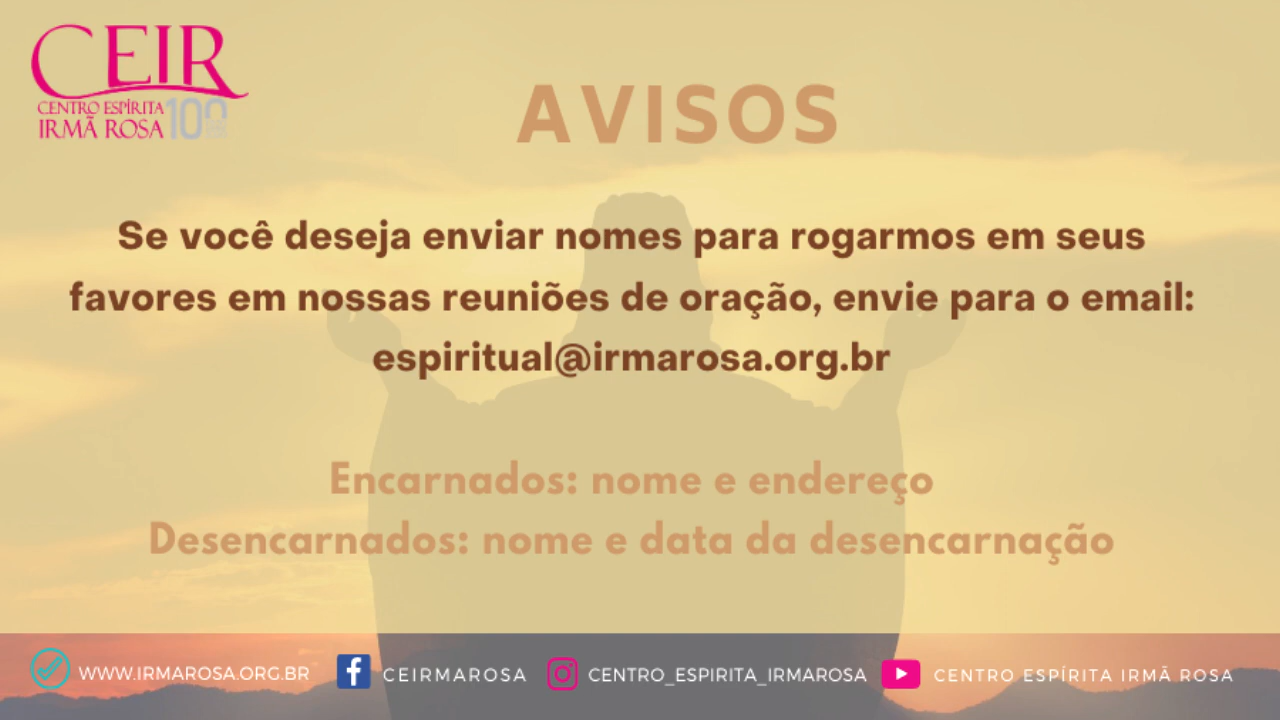 CEIR
CENTRO ESPÍRITA
IRMÃ ROSA 100
AVISOS
Se você deseja enviar nomes para rogarmos em seus
favores em nossas reuniões de oração, envie para o email:
espiritual@irmarosa.org.br
Encarnados: nome e endereço
Desencarnados: nome e data da desencarnação
WWW.IRMAROSA.ORG.BR CEIRMAROSA CENTRO_ESPIRITA_IRMAROSA CENTRO ESPÍRITA IRMÃ ROSA